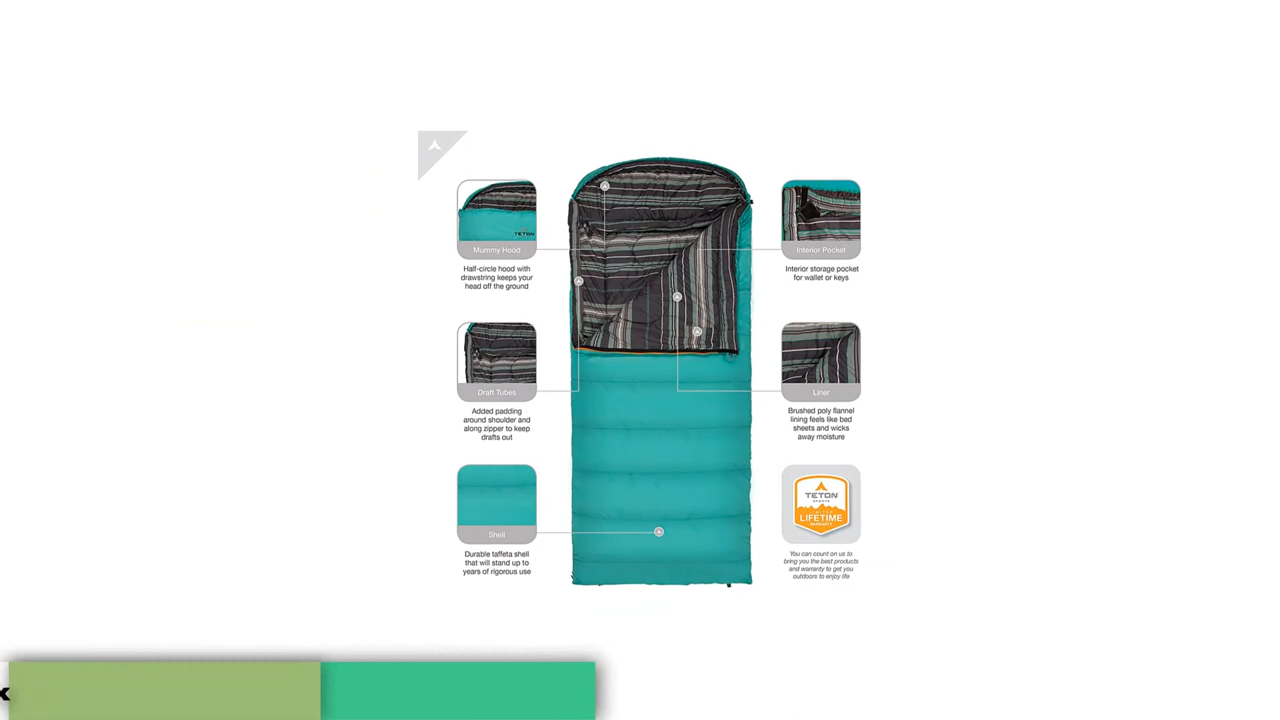 TETON
Mummy Hood
Half-circle hood with
drawstring keeps your
head off the ground
Interior Pocket
Interior storage pocket
for wallet or keys
Draft Tubes
Added padding
around shoulder and
along zipper to keep
drafts out
Liner
Brushed poly flannel
lining feels like bed
sheets and wicks
away moisture
Shell
Durable taffeta shell
that will stand up to
years of rigorous use
TETON
SPORTS
LIMITED
LIFETIME
WARRANTY
You can count on us to
bring you the best products
and warranty to get you
outdoors to enjoy life